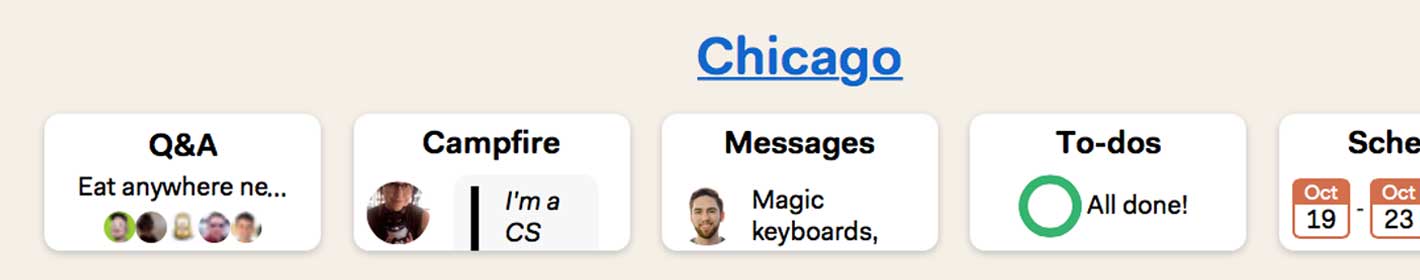 Chicago
Q&A
Eat anywhere ne...
Campfire
I'm a
CS
Messages
Magic
keyboards,
To-dos
All done!
Sche
Oct
19
-
Oct
23